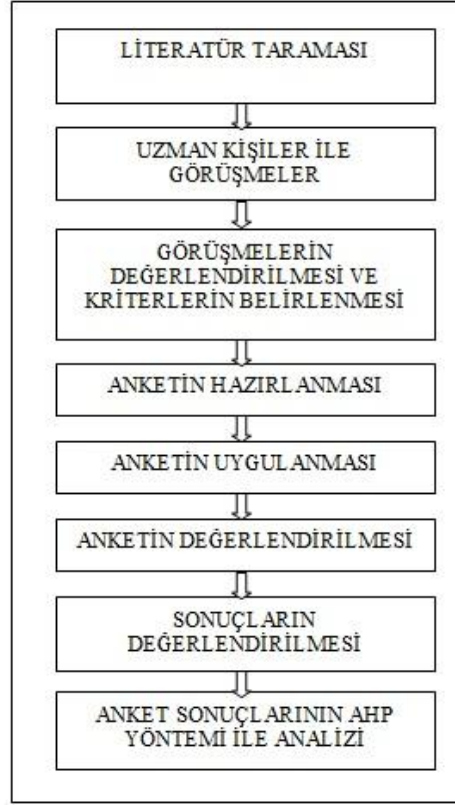 LİTERATÜR TARAMASI
UZMAN KİŞİLER İLE
GÖRÜŞMELER
GÖRÜŞMELERİN
DEĞERLENDİRİLMESİ VE
KRİTERLERİN BELİRLENMESİ
ANKETİN HAZIRLANMASI
ANKETİN UYGULANMASI
ANKETİN DEĞERLENDİRİLMESİ
SONUÇLARIN
DEĞERLENDİRİLMESİ
ANKET SONUÇLARININ AHP
YÖNTEMİ İLE ANALİZİ